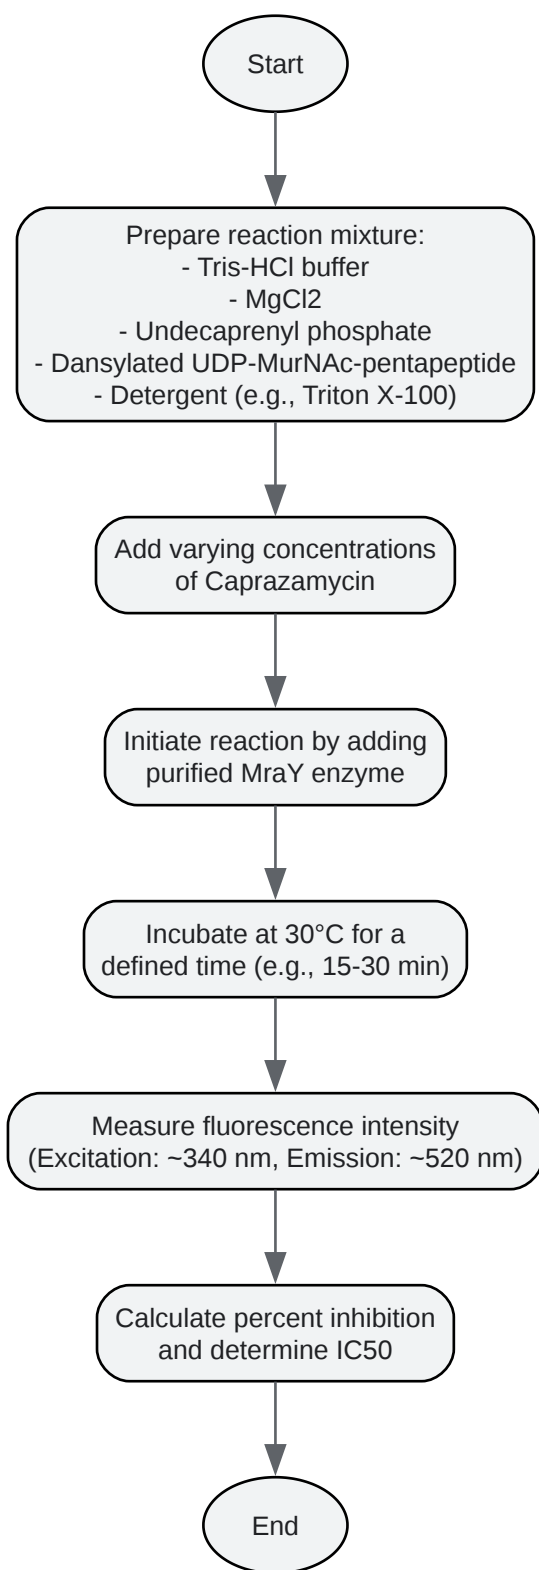 Start
Prepare reaction mixture:
- Tris-HCl buffer
- MgCl2
- Undecaprenyl phosphate
- Dansylated UDP-MurNAc-pentapeptide
- Detergent (e.g., Triton X-100)
Add varying concentrations
of Caprazamycin
Initiate reaction by adding
purified MraY enzyme
Incubate at 30°C for a
defined time (e.g., 15-30 min)
Measure fluorescence intensity
(Excitation: ~340 nm, Emission: ~520 nm)
Calculate percent inhibition
and determine IC50
End